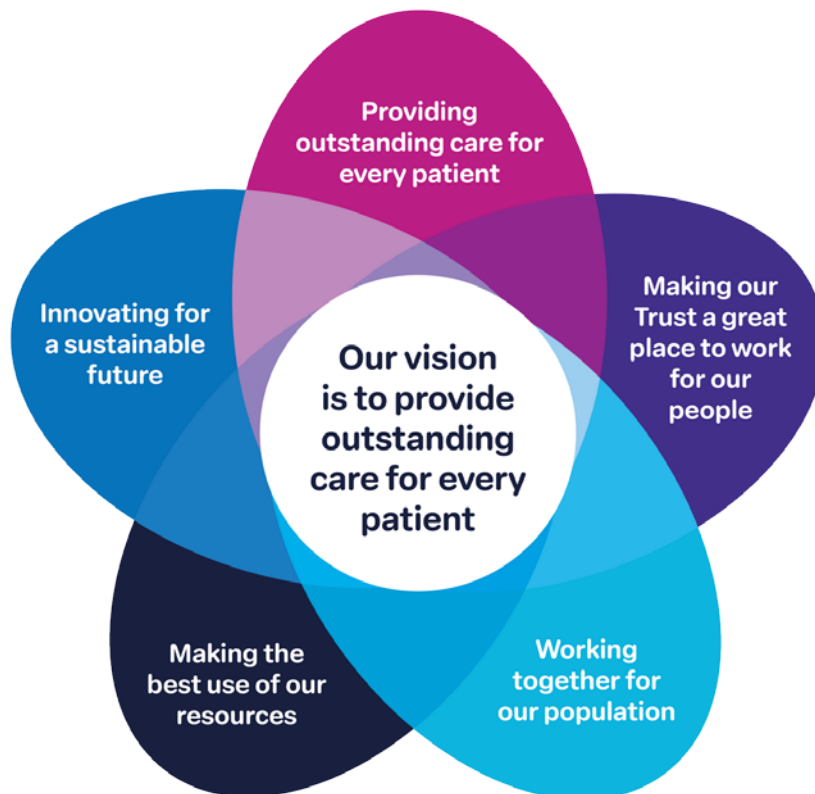 Providing
outstanding care for
every patient
Innovating for
a sustainable
future
Making our
Trust a great
place to work
for our
people
Our vision
is to provide
outstanding
care for every
patient
Making the
best use of our
resources
Working
together for
our population